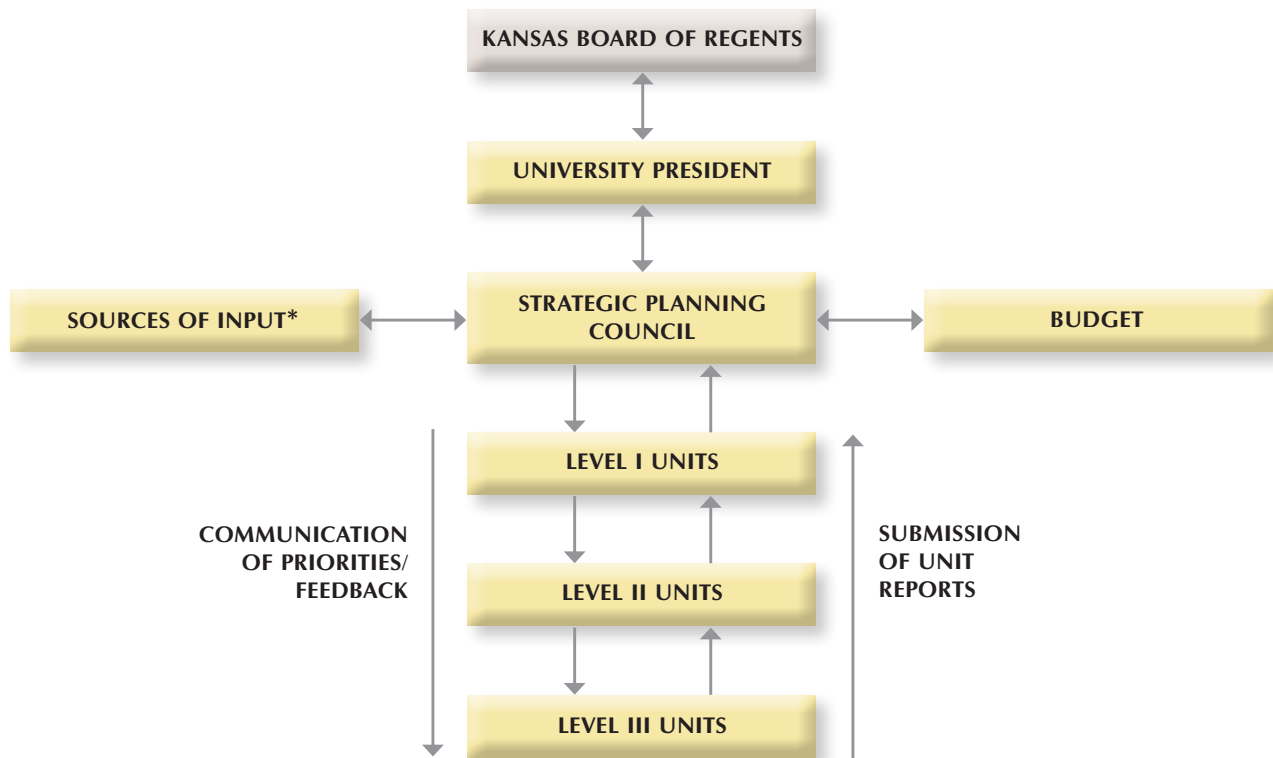 KANSAS BOARD OF REGENTS
UNIVERSITY PRESIDENT
SOURCES OF INPUT*
STRATEGIC PLANNING
COUNCIL
BUDGET
LEVEL I UNITS
COMMUNICATION
OF PRIORITIES/
FEEDBACK
SUBMISSION
OF UNIT
REPORTS
LEVEL II UNITS
LEVEL III UNITS